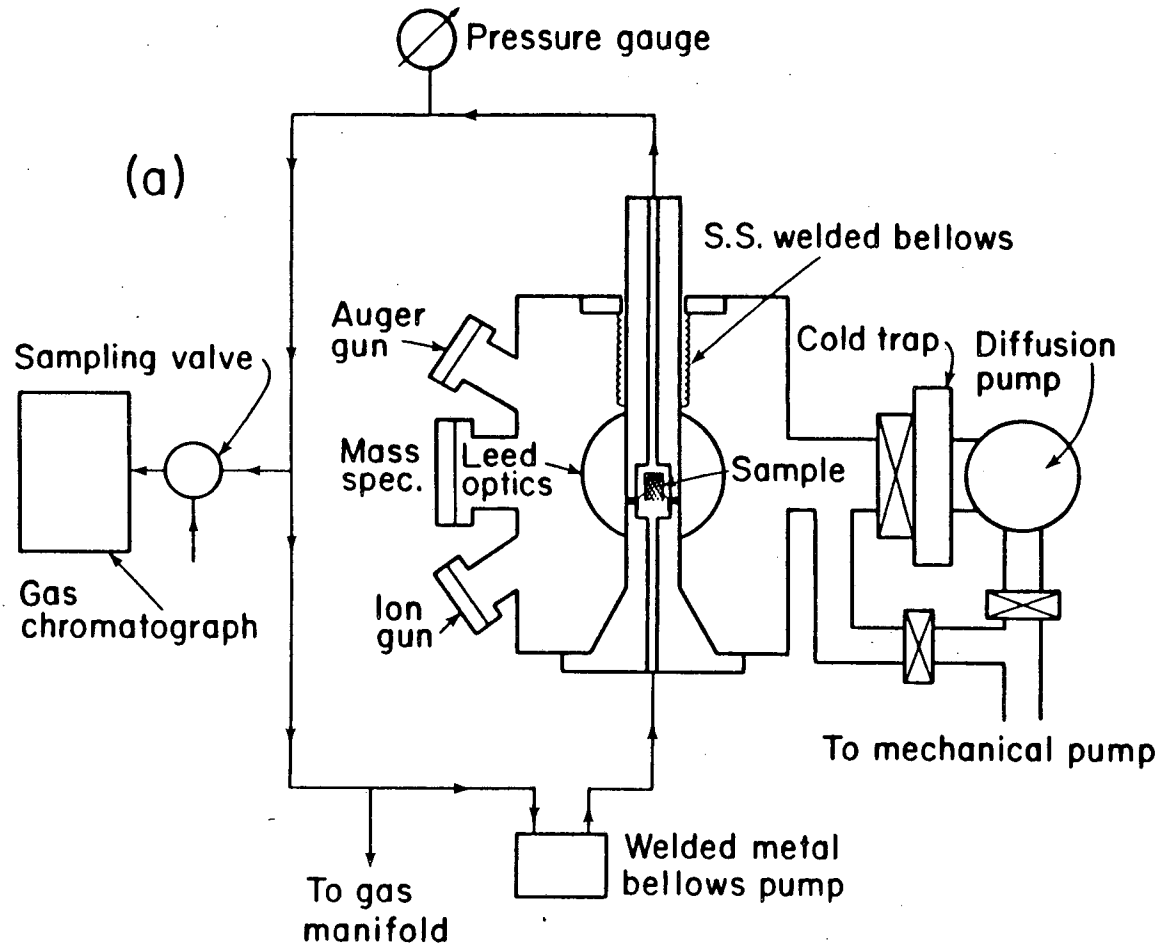 Pressure gauge
(a)
S.S. welded bellows
Auger
gun
Cold trap
Diffusion
pump
Sampling valve
Mass
spec.
Leed
optics
Sample
Gas
chromatograph
Ion
gun
To mechanical pump
Welded metal
bellows pump
To gas
manifold